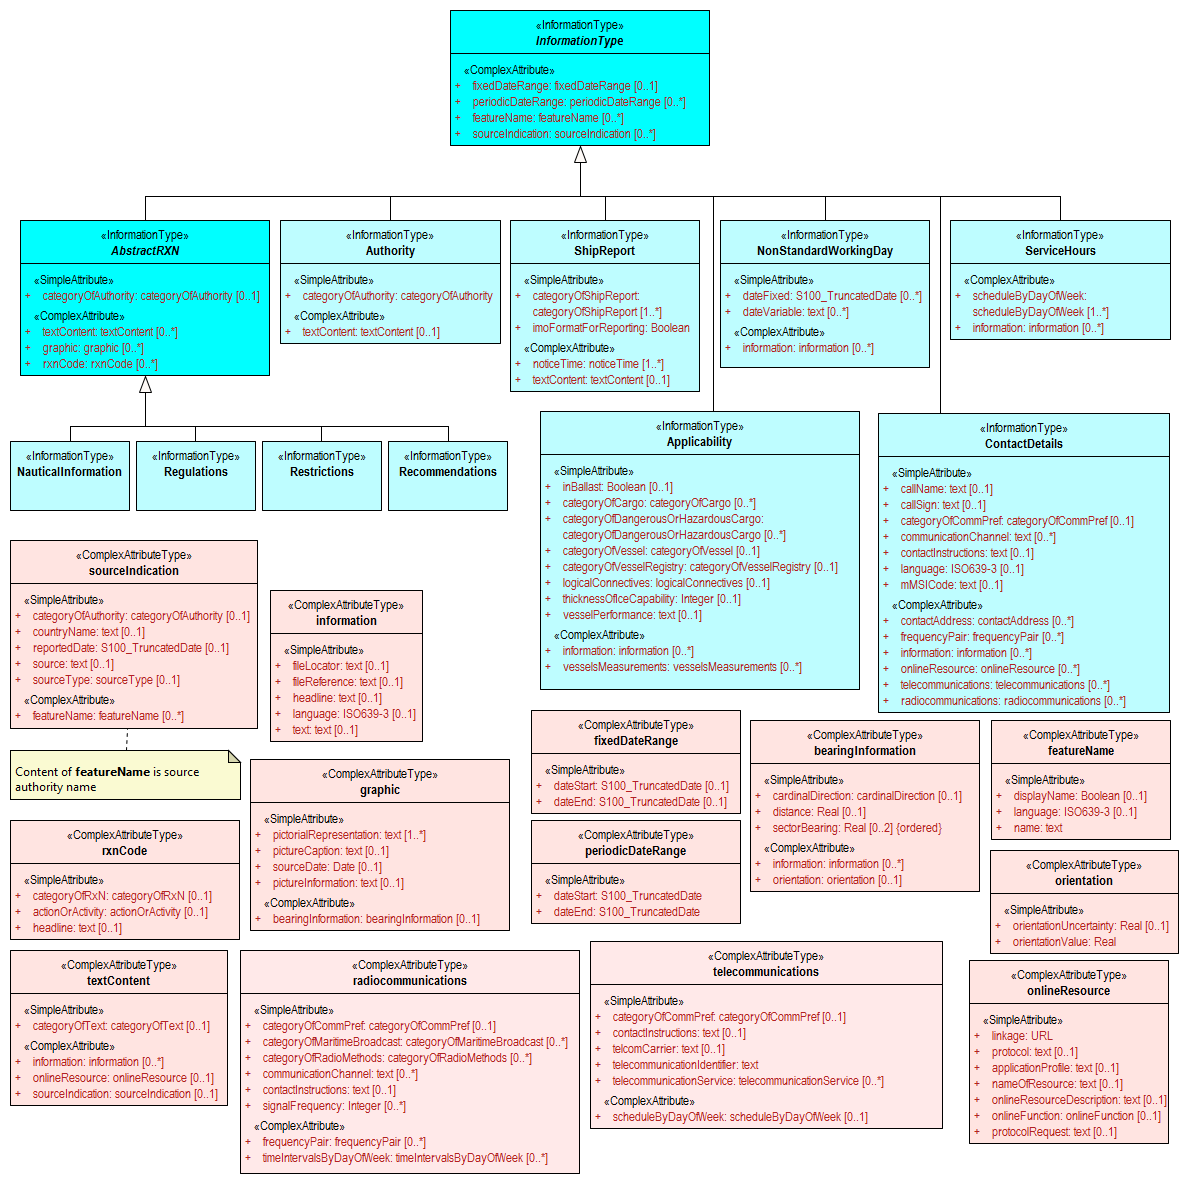 «InformationType»
InformationType
«ComplexAttribute»
+ fixedDateRange: fixedDateRange [0..1]
+ periodicDateRange: periodicDateRange [0..*]
+ featureName: featureName [0..*]
+ sourceIndication: sourceIndication [0..*]
«InformationType»
AbstractRXN
«SimpleAttribute»
+ categoryOfAuthority: categoryOfAuthority [0..1]
«ComplexAttribute»
+ textContent: textContent [0..*]
+ graphic: graphic [0..*]
+ rxnCode: rxnCode [0..*]
«InformationType»
Authority
«SimpleAttribute»
+ categoryOfAuthority: categoryOfAuthority
«ComplexAttribute»
+ textContent: textContent [0..1]
«InformationType»
ShipReport
«SimpleAttribute»
+ categoryOfShipReport:
categoryOfShipReport [1..*]
+ imoFormatForReporting: Boolean
«ComplexAttribute»
+ noticeTime: noticeTime [1..*]
+ textContent: textContent [0..1]
«InformationType»
NonStandardWorkingDay
«SimpleAttribute»
+ dateFixed: S100_TruncatedDate [0..*]
+ dateVariable: text [0..*]
«ComplexAttribute»
+ information: information [0..*]
«InformationType»
ServiceHours
«ComplexAttribute»
+ scheduleByDayOfWeek:
scheduleByDayOfWeek [1..*]
+ information: information [0..*]
«InformationType»
NauticalInformation
«InformationType»
Regulations
«InformationType»
Restrictions
«InformationType»
Recommendations
«InformationType»
Applicability
«SimpleAttribute»
+ inBallast: Boolean [0..1]
+ categoryOfCargo: categoryOfCargo [0..*]
+ categoryOfDangerousOrHazardousCargo:
categoryOfDangerousOrHazardousCargo [0..*]
+ categoryOfVessel: categoryOfVessel [0..1]
+ categoryOfVesselRegistry: categoryOfVesselRegistry [0..1]
+ logicalConnectives: logicalConnectives [0..1]
+ thicknessOfIceCapability: Integer [0..1]
+ vesselPerformance: text [0..1]
«ComplexAttribute»
+ information: information [0..*]
+ vesselsMeasurements: vesselsMeasurements [0..*]
«InformationType»
ContactDetails
«SimpleAttribute»
+ callName: text [0..1]
+ callSign: text [0..1]
+ categoryOfCommPref: categoryOfCommPref [0..1]
+ communicationChannel: text [0..*]
+ contactInstructions: text [0..1]
+ language: ISO639-3 [0..1]
+ mMSICode: text [0..1]
«ComplexAttribute»
+ contactAddress: contactAddress [0..*]
+ frequencyPair: frequencyPair [0..*]
+ information: information [0..*]
+ onlineResource: onlineResource [0..*]
+ telecommunications: telecommunications [0..*]
+ radiocommunications: radiocommunications [0..*]
«ComplexAttributeType»
sourceIndication
«SimpleAttribute»
+ categoryOfAuthority: categoryOfAuthority [0..1]
+ countryName: text [0..1]
+ reportedDate: S100_TruncatedDate [0..1]
+ source: text [0..1]
+ sourceType: sourceType [0..1]
«ComplexAttribute»
+ featureName: featureName [0..*]
Content of featureName is source
authority name
«ComplexAttributeType»
information
«SimpleAttribute»
+ fileLocator: text [0..1]
+ fileReference: text [0..1]
+ headline: text [0..1]
+ language: ISO639-3 [0..1]
+ text: text [0..1]
«ComplexAttributeType»
graphic
«SimpleAttribute»
+ pictorialRepresentation: text [1..*]
+ pictureCaption: text [0..1]
+ sourceDate: Date [0..1]
+ pictureInformation: text [0..1]
«ComplexAttribute»
+ bearingInformation: bearingInformation [0..1]
«ComplexAttributeType»
fixedDateRange
«SimpleAttribute»
+ dateStart: S100_TruncatedDate [0..1]
+ dateEnd: S100_TruncatedDate [0..1]
«ComplexAttributeType»
periodicDateRange
«SimpleAttribute»
+ dateStart: S100_TruncatedDate
+ dateEnd: S100_TruncatedDate
«ComplexAttributeType»
bearingInformation
«SimpleAttribute»
+ cardinalDirection: cardinalDirection [0..1]
+ distance: Real [0..1]
+ sectorBearing: Real [0..2] {ordered}
«ComplexAttribute»
+ information: information [0..*]
+ orientation: orientation [0..1]
«ComplexAttributeType»
featureName
«SimpleAttribute»
+ displayName: Boolean [0..1]
+ language: ISO639-3 [0..1]
+ name: text
«ComplexAttributeType»
orientation
«SimpleAttribute»
+ orientationUncertainty: Real [0..1]
+ orientationValue: Real
«ComplexAttributeType»
rxnCode
«SimpleAttribute»
+ categoryOfRxN: categoryOfRxN [0..1]
+ actionOrActivity: actionOrActivity [0..1]
+ headline: text [0..1]
«ComplexAttributeType»
textContent
«SimpleAttribute»
+ categoryOfText: categoryOfText [0..1]
«ComplexAttribute»
+ information: information [0..*]
+ onlineResource: onlineResource [0..1]
+ sourceIndication: sourceIndication [0..1]
«ComplexAttributeType»
radiocommunications
«SimpleAttribute»
+ categoryOfCommPref: categoryOfCommPref [0..1]
+ categoryOfMaritimeBroadcast: categoryOfMaritimeBroadcast [0..*]
+ categoryOfRadioMethods: categoryOfRadioMethods [0..*]
+ communicationChannel: text [0..*]
+ contactInstructions: text [0..1]
+ signalFrequency: Integer [0..*]
«ComplexAttribute»
+ frequencyPair: frequencyPair [0..*]
+ timeIntervalsByDayOfWeek: timeIntervalsByDayOfWeek [0..*]
«ComplexAttributeType»
telecommunications
«SimpleAttribute»
+ categoryOfCommPref: categoryOfCommPref [0..1]
+ contactInstructions: text [0..1]
+ telcomCarrier: text [0..1]
+ telecommunicationIdentifier: text
+ telecommunicationService: telecommunicationService [0..*]
«ComplexAttribute»
+ scheduleByDayOfWeek: scheduleByDayOfWeek [0..1]
«ComplexAttributeType»
onlineResource
«SimpleAttribute»
+ linkage: URL
+ protocol: text [0..1]
+ applicationProfile: text [0..1]
+ nameOfResource: text [0..1]
+ onlineResourceDescription: text [0..1]
+ onlineFunction: onlineFunction [0..1]
+ protocolRequest: text [0..1]